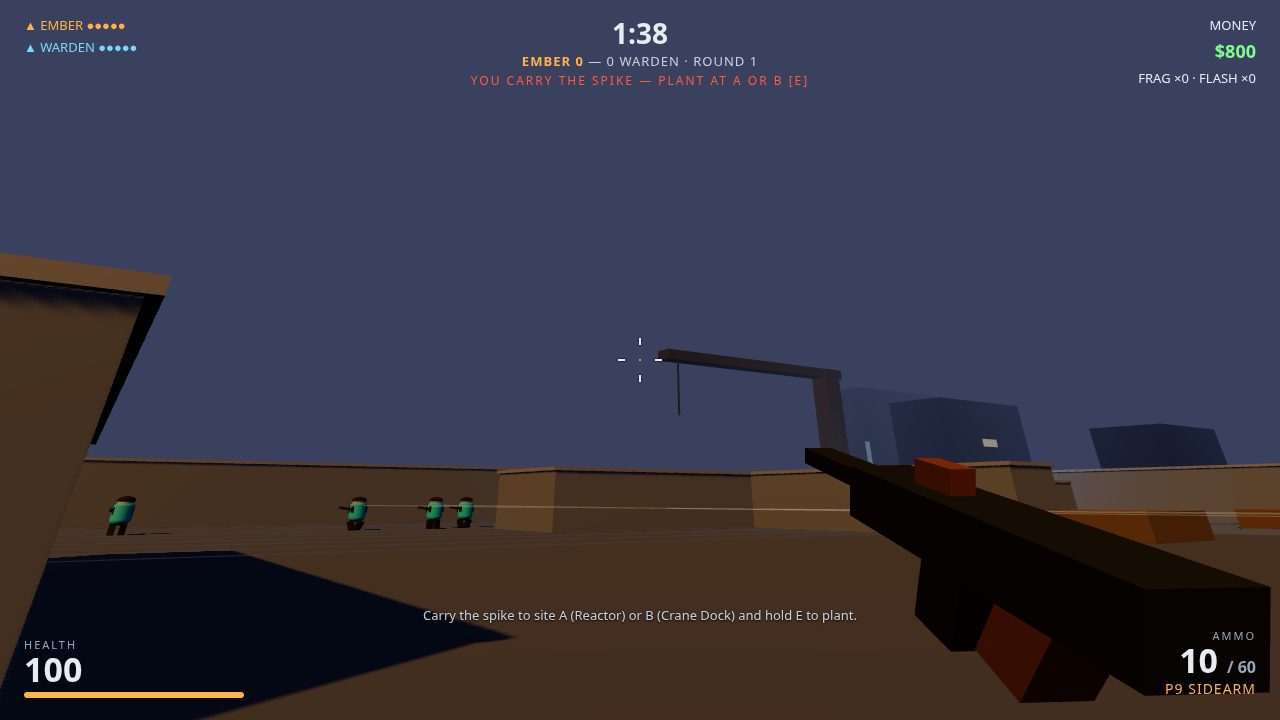 ▲ EMBER ●●●●●
▲ WARDEN ●●●●●
1:38
EMBER 0 — 0 WARDEN · ROUND 1
YOU CARRY THE SPIKE — PLANT AT A OR B [E]
MONEY
$800
FRAG ×0 · FLASH ×0
Carry the spike to site A (Reactor) or B (Crane Dock) and hold E to plant.
HEALTH
100
AMMO
10 / 60
P9 SIDEARM